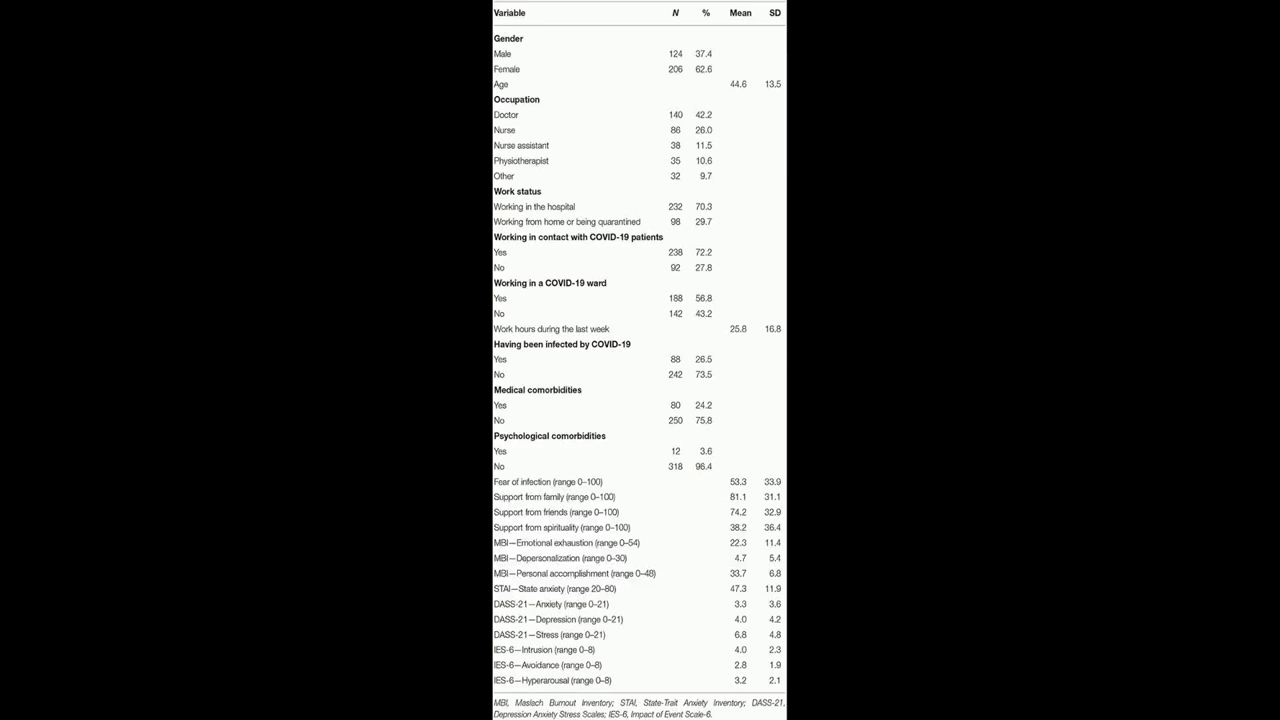 Variable N % Mean SD
Gender
Male 124 37.4
Female 206 62.6
Age 44.6 13.5
Occupation
Doctor 140 42.2
Nurse 86 26.0
Nurse assistant 38 11.5
Physiotherapist 35 10.6
Other 32 9.7
Work status
Working in the hospital 232 70.3
Working from home or being quarantined 98 29.7
Working in contact with COVID-19 patients
Yes 238 72.2
No 92 27.8
Working in a COVID-19 ward
Yes 188 56.8
No 142 43.2
Work hours during the last week 25.8 16.8
Having been infected by COVID-19
Yes 88 26.5
No 242 73.5
Medical comorbidities
Yes 80 24.2
No 250 75.8
Psychological comorbidities
Yes 12 3.6
No 318 96.4
Fear of infection (range 0–100) 53.3 33.9
Support from family (range 0–100) 81.1 31.1
Support from friends (range 0–100) 74.2 32.9
Support from spirituality (range 0–100) 38.2 36.4
MBI—Emotional exhaustion (range 0–54) 22.3 11.4
MBI—Depersonalization (range 0–30) 4.7 5.4
MBI—Personal accomplishment (range 0–48) 33.7 6.8
STAI—State anxiety (range 20–80) 47.3 11.9
DASS-21—Anxiety (range 0–21) 3.3 3.6
DASS-21—Depression (range 0–21) 4.0 4.2
DASS-21—Stress (range 0–21) 6.8 4.8
IES-6—Intrusion (range 0–8) 4.0 2.3
IES-6—Avoidance (range 0–8) 2.8 1.9
IES-6—Hyperarousal (range 0–8) 3.2 2.1
MBI, Maslach Burnout Inventory; STAI, State-Trait Anxiety Inventory; DASS-21,
Depression Anxiety Stress Scales; IES-6, Impact of Event Scale-6.